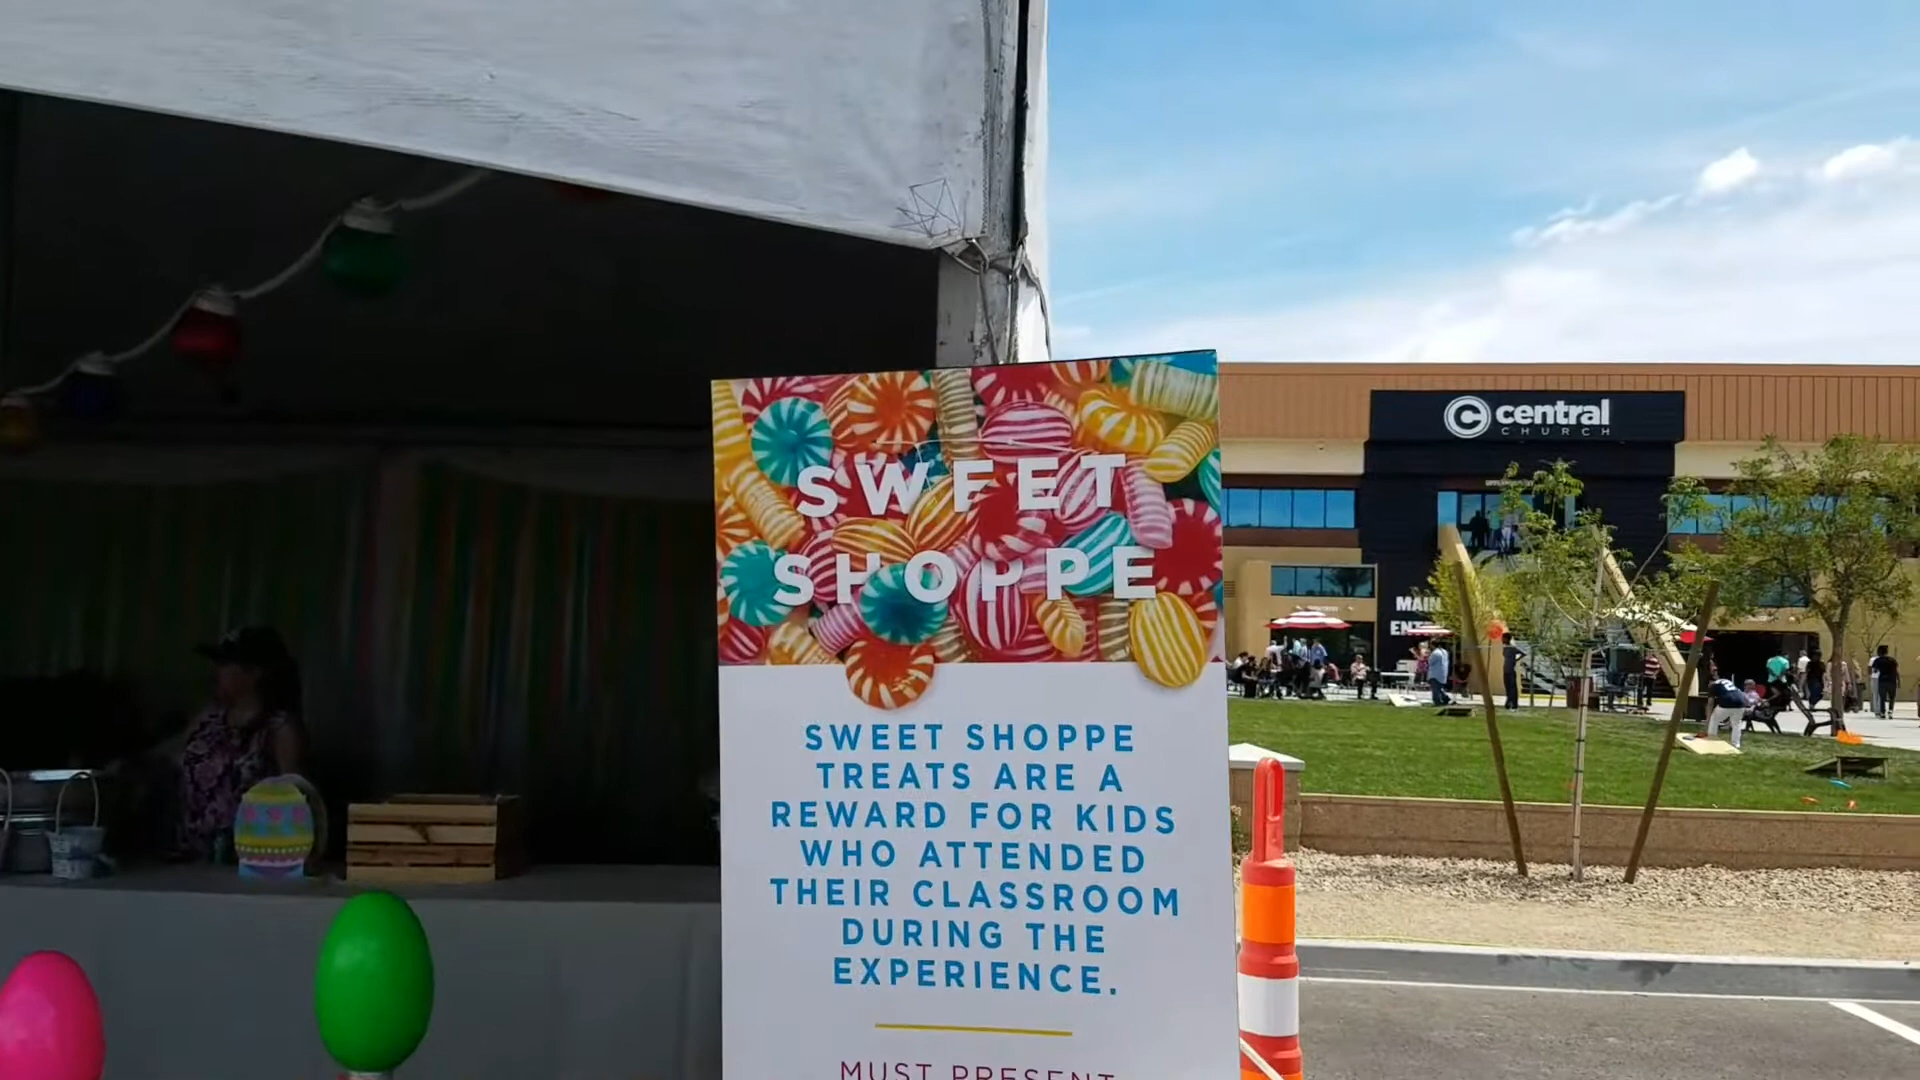 SWEET
SHOPPE
SWEET SHOPPE
TREATS ARE A
REWARD FOR KIDS
WHO ATTENDED
THEIR CLASSROOM
DURING THE
EXPERIENCE.
MUST PRESENT
central
CHURCH
MAIN